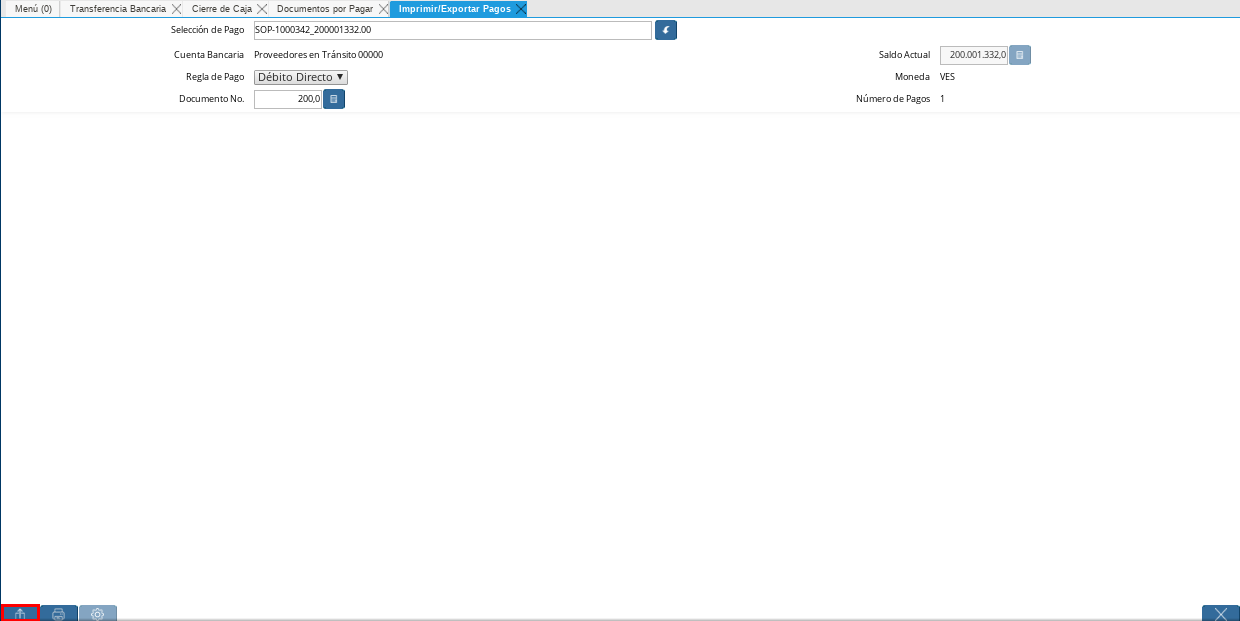 Menú (0) Transferencia Bancaria Cierre de Caja Documentos por Pagar Imprimir/Exportar Pagos
Selección de Pago SOP-1000342_200001332.00
Cuenta Bancaria Proveedores en Tránsito 00000 Saldo Actual 200.001.332,0
Regla de Pago Débito Directo Moneda VES
Documento No. 200,0 Número de Pagos 1